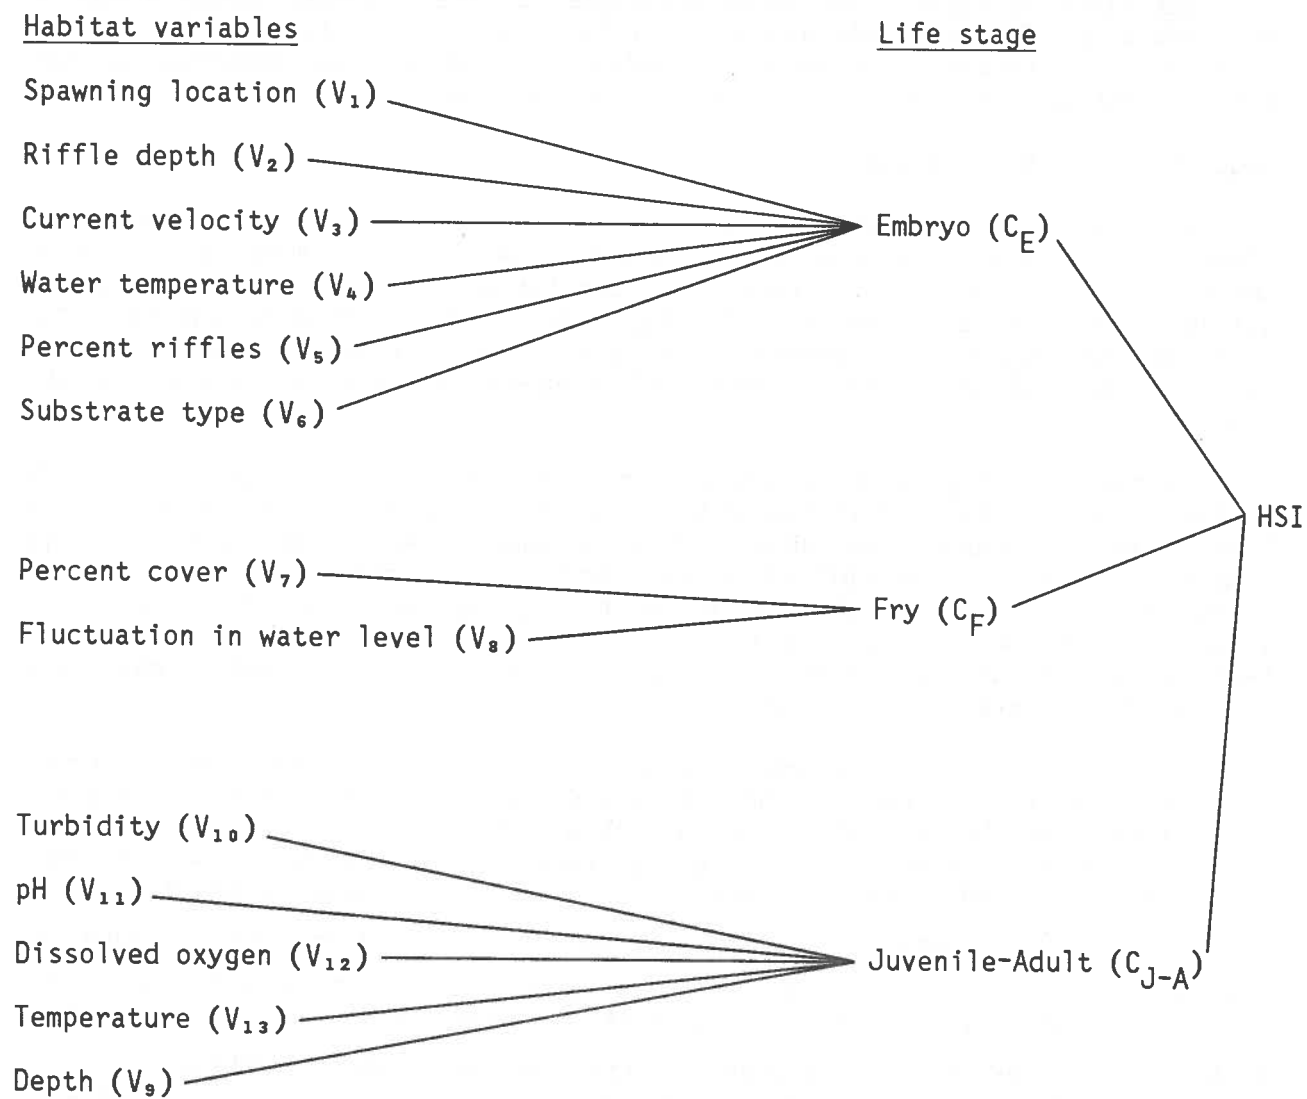 Habitat variables
Life stage
Spawning location (V₁)
Riffle depth (V₂)
Current velocity (V₃)
Embryo (C_E)
Water temperature (V₄)
Percent riffles (V₅)
Substrate type (V₆)
HSI
Percent cover (V₇)
Fry (C_F)
Fluctuation in water level (V₈)
Turbidity (V₁₀)
pH (V₁₁)
Dissolved oxygen (V₁₂)
Juvenile-Adult (C_J-A)
Temperature (V₁₃)
Depth (V₉)